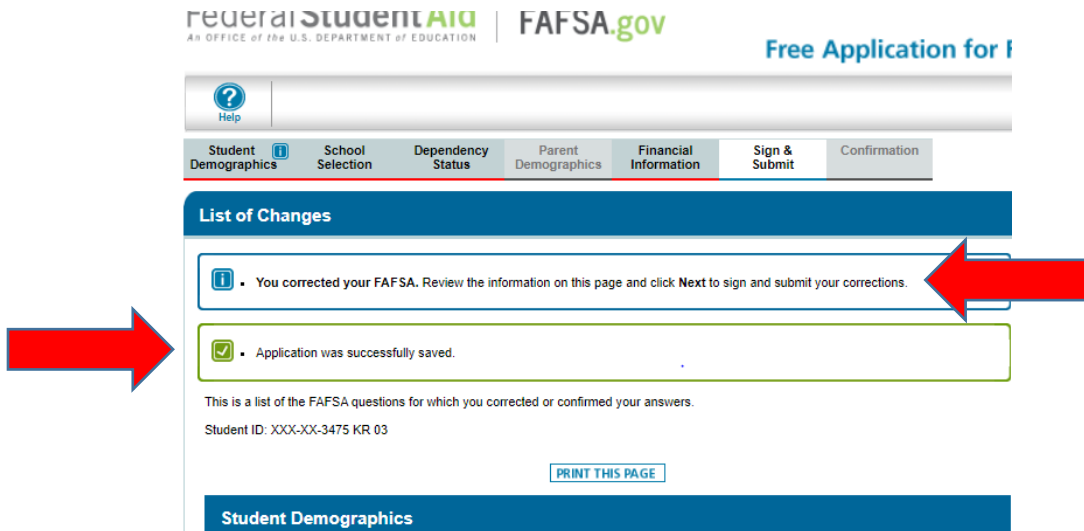 Federal Student Aid | FAFSA.gov
An OFFICE of the U.S. DEPARTMENT of EDUCATION
Free Application for F
Help
Student Demographics
School Selection
Dependency Status
Parent Demographics
Financial Information
Sign & Submit
Confirmation
List of Changes
You corrected your FAFSA. Review the information on this page and click Next to sign and submit your corrections.
Application was successfully saved.
This is a list of the FAFSA questions for which you corrected or confirmed your answers.
Student ID: XXX-XX-3475 KR 03
PRINT THIS PAGE
Student Demographics